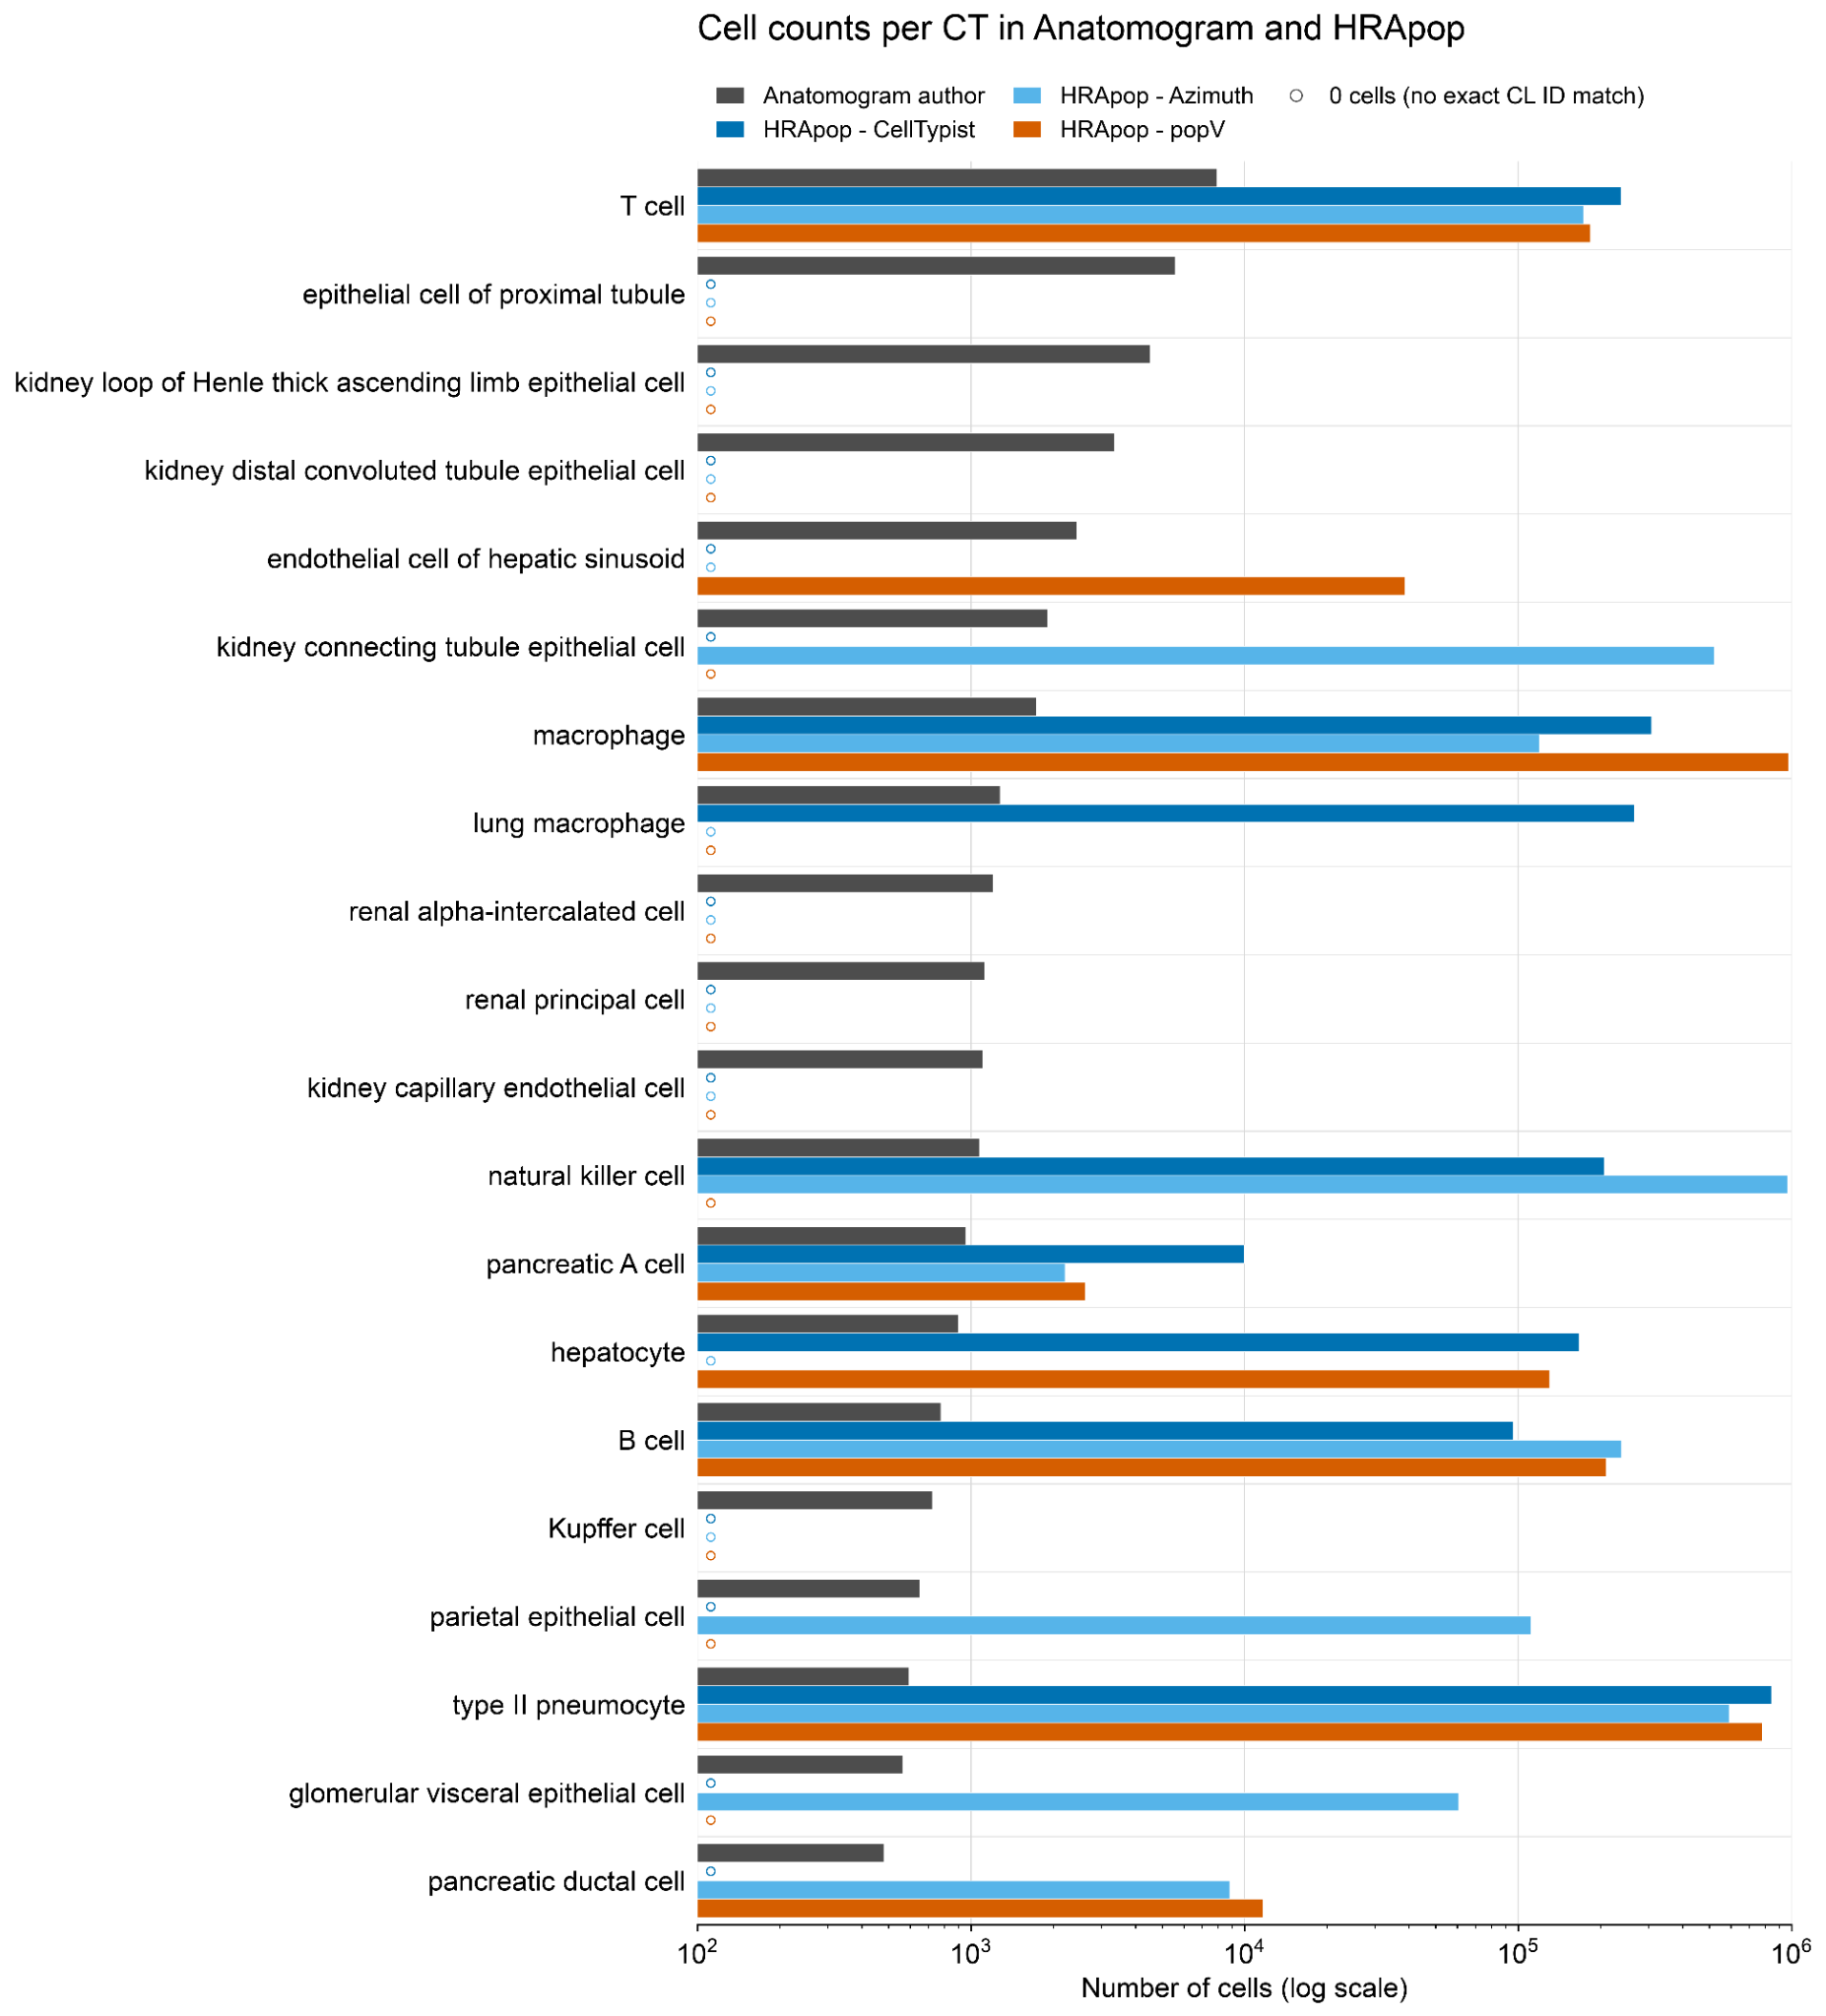 Cell counts per CT in Anatomogram and HRApop
Anatomogram author
HRApop - Azimuth
0 cells (no exact CL ID match)
HRApop - CellTypist
HRApop - popV
T cell
epithelial cell of proximal tubule
kidney loop of Henle thick ascending limb epithelial cell
kidney distal convoluted tubule epithelial cell
endothelial cell of hepatic sinusoid
kidney connecting tubule epithelial cell
macrophage
lung macrophage
renal alpha-intercalated cell
renal principal cell
kidney capillary endothelial cell
natural killer cell
pancreatic A cell
hepatocyte
B cell
Kupffer cell
parietal epithelial cell
type II pneumocyte
glomerular visceral epithelial cell
pancreatic ductal cell
10² 10³ 10⁴ 10⁵ 10⁶
Number of cells (log scale)